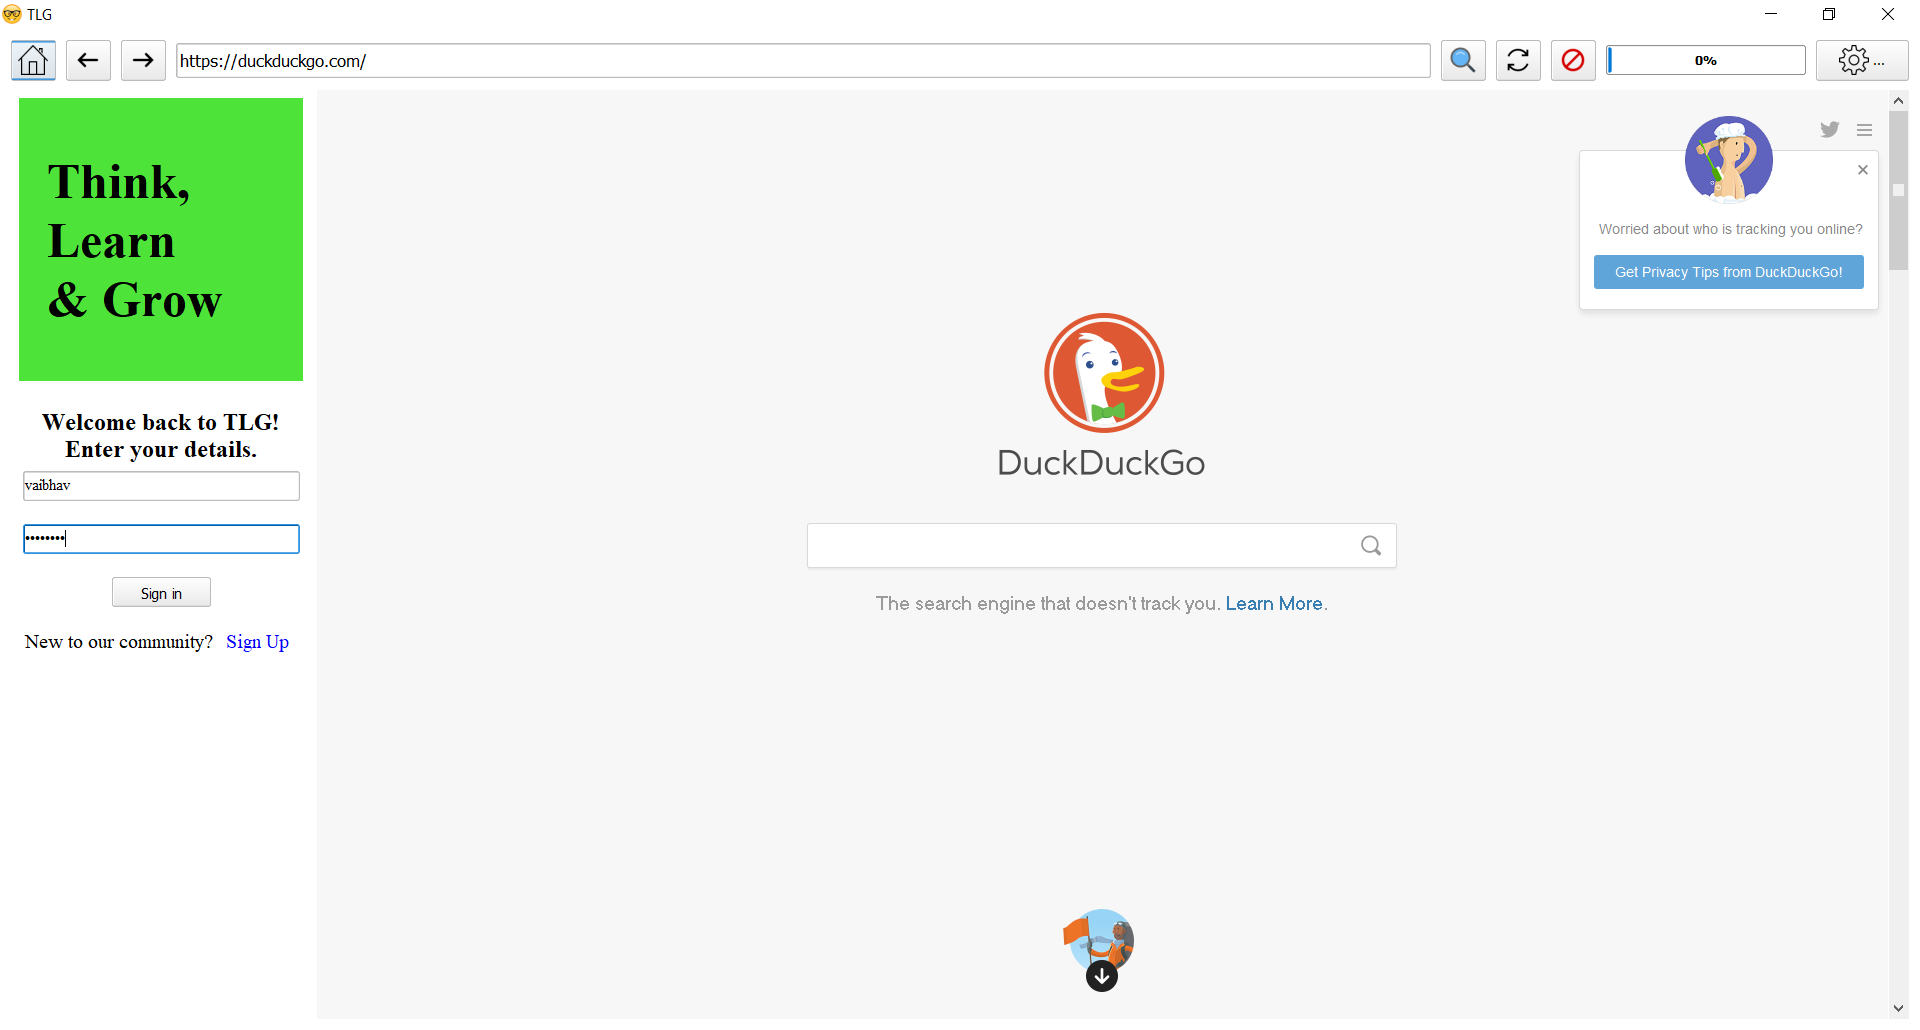 TLG
https://duckduckgo.com/
0%
...
Think,
Learn
& Grow
Welcome back to TLG!
Enter your details.
vaibhav
••••••••
Sign in
New to our community? Sign Up
Worried about who is tracking you online?
Get Privacy Tips from DuckDuckGo!
DuckDuckGo
The search engine that doesn't track you. Learn More.